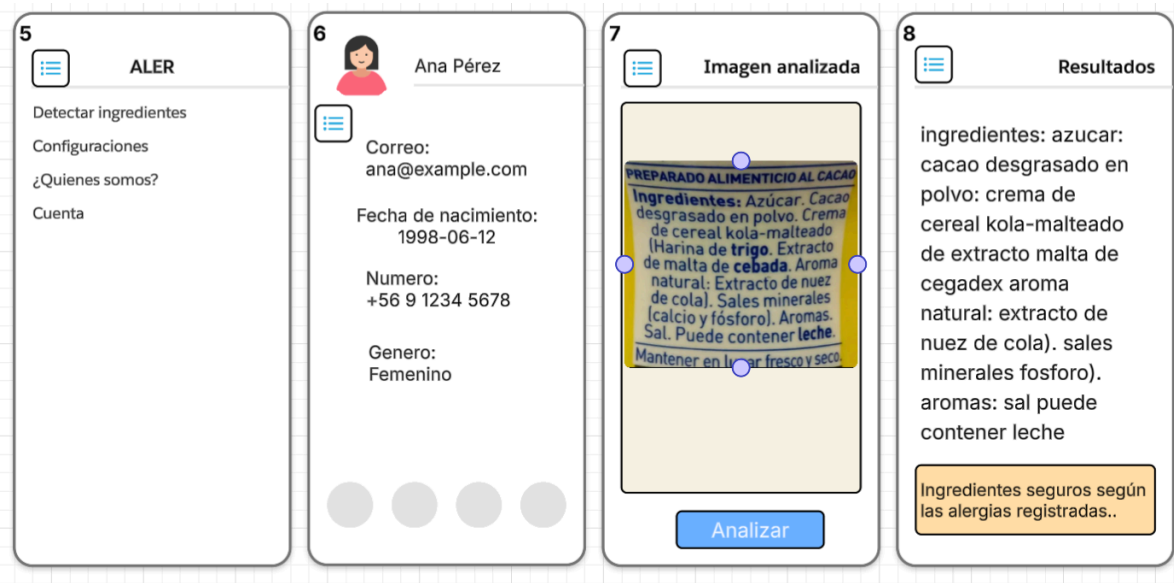 5
ALER
Detectar ingredientes
Configuraciones
¿Quienes somos?
Cuenta
6
Ana Pérez
Correo:
ana@example.com
Fecha de nacimiento:
1998-06-12
Numero:
+56 9 1234 5678
Genero:
Femenino
7
Imagen analizada
PREPARADO ALIMENTICIO AL CACAO
Ingredientes: Azúcar. Cacao
desgrasado en polvo. Crema
de cereal kola-malteado
(Harina de trigo. Extracto
de malta de cebada. Aroma
natural: Extracto de nuez
de cola). Sales minerales
(calcio y fósforo). Aromas.
Sal. Puede contener leche.
Mantener en fresco y seco.
Analizar
8
Resultados
ingredientes: azucar:
cacao desgrasado en
polvo: crema de
cereal kola-malteado
de extracto malta de
cegadex aroma
natural: extracto de
nuez de cola). sales
minerales fosforo).
aromas: sal puede
contener leche
Ingredientes seguros según
las alergias registradas..